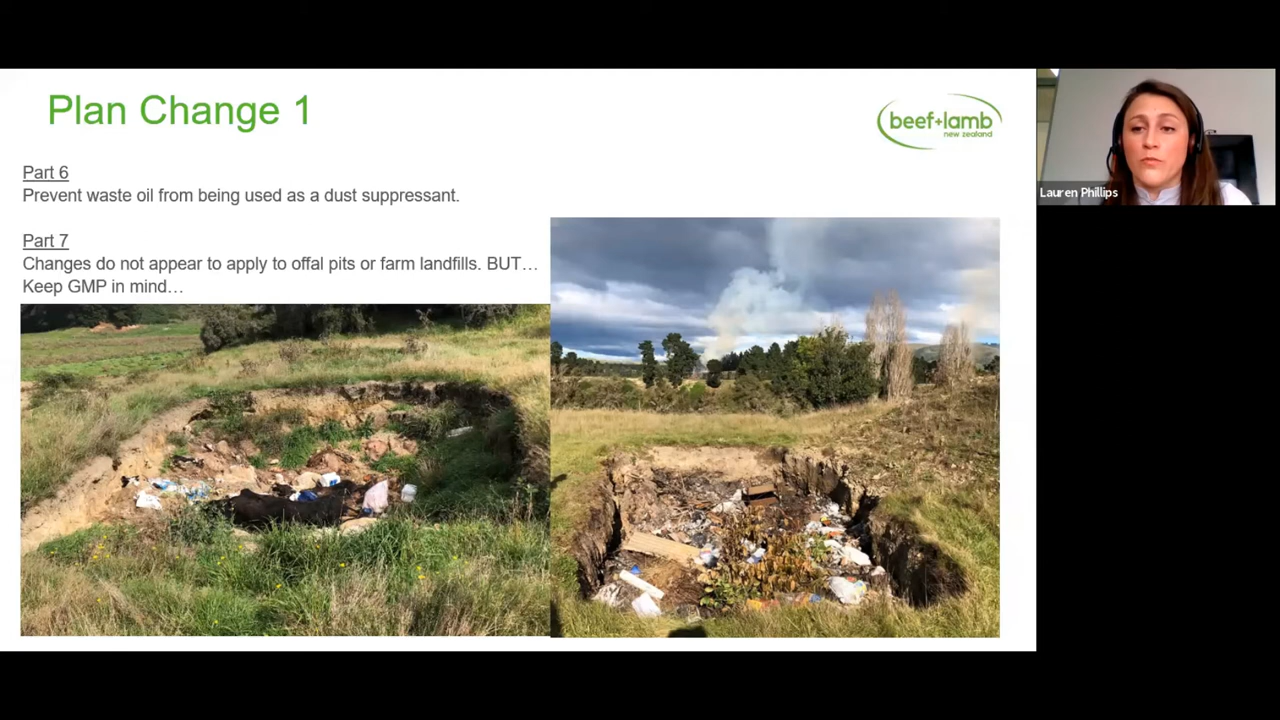 Plan Change 1
beef+lamb
new zealand
Part 6
Prevent waste oil from being used as a dust suppressant.
Part 7
Changes do not appear to apply to offal pits or farm landfills. BUT…
Keep GMP in mind…
Lauren Phillips